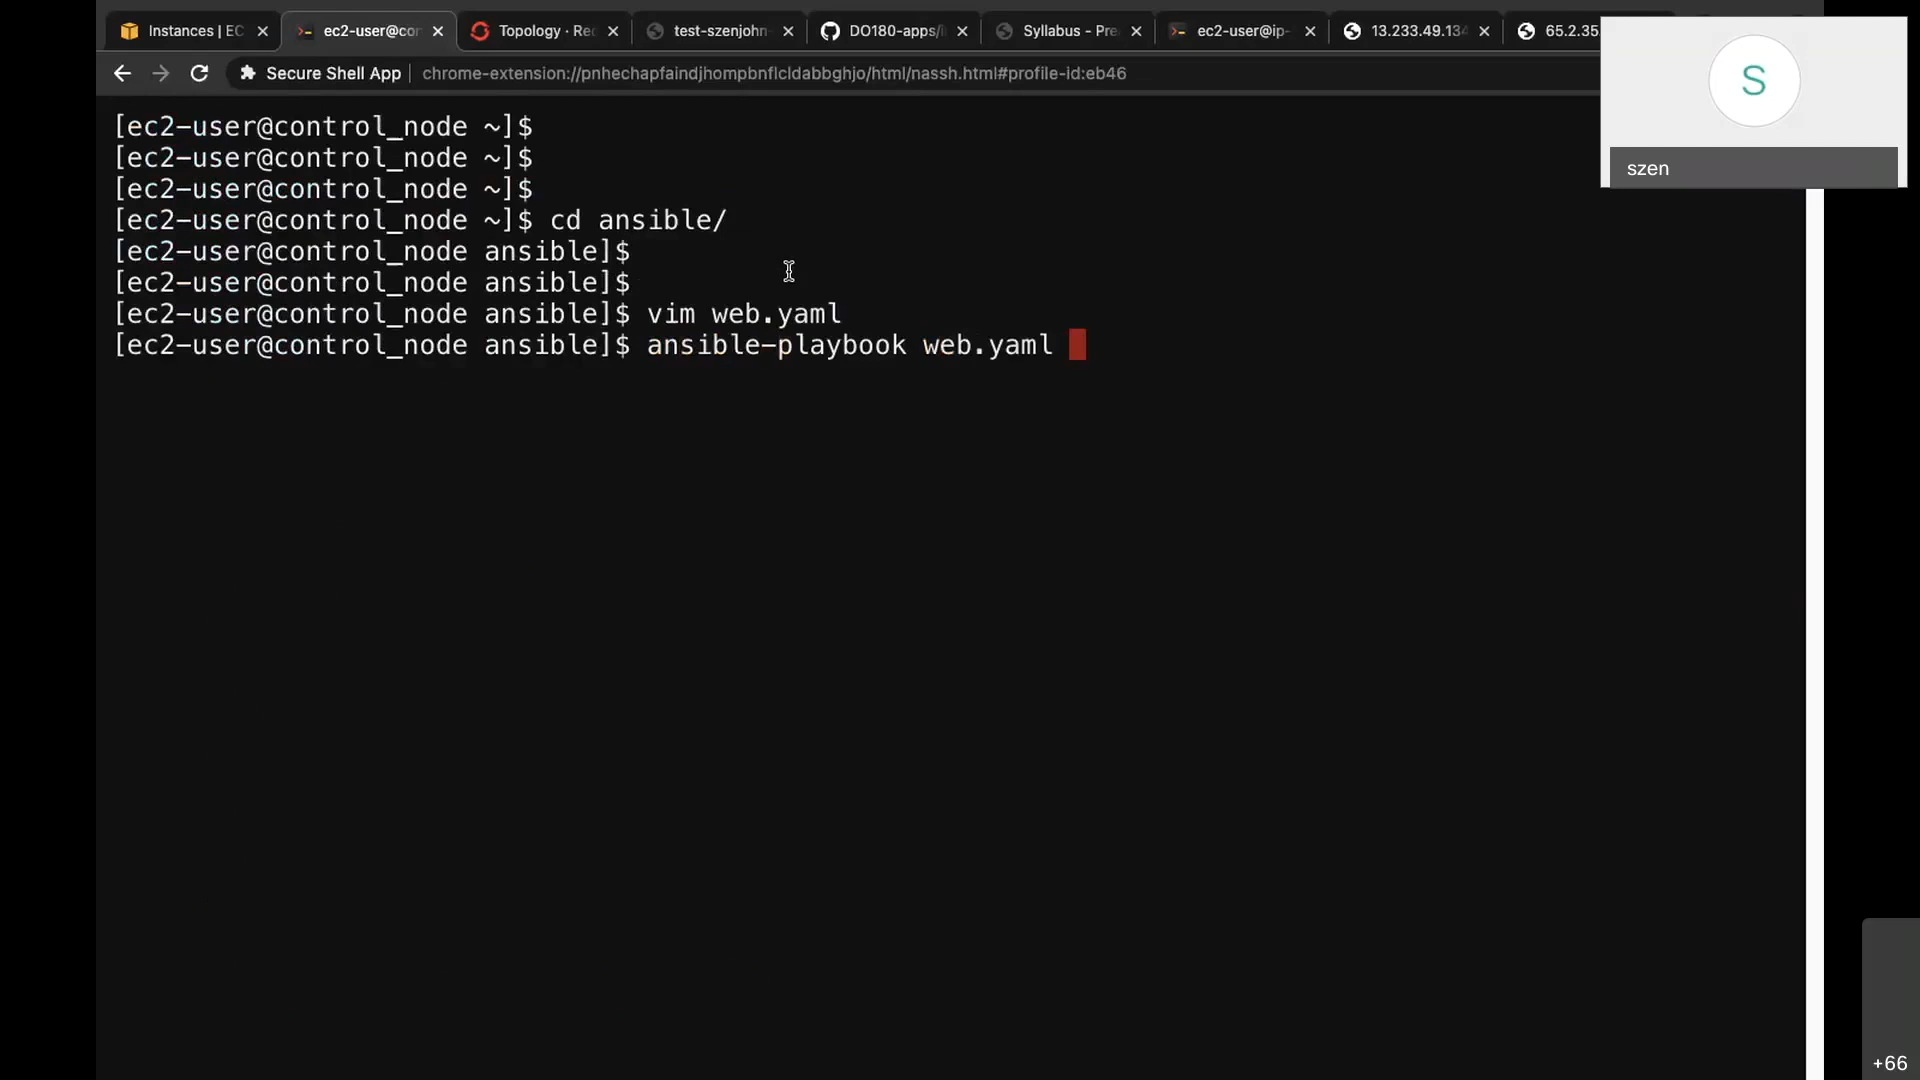 Instances | EC
ec2-user@con
Topology · Red
test-szenjohn-
DO180-apps/
Syllabus - Pre
ec2-user@ip-
13.233.49.134
65.2.35
Secure Shell App
chrome-extension://pnhechapfaindjhompbnflcldabbghjo/html/nassh.html#profile-id:eb46
S
szen
[ec2-user@control_node ~]$
[ec2-user@control_node ~]$
[ec2-user@control_node ~]$
[ec2-user@control_node ~]$ cd ansible/
[ec2-user@control_node ansible]$
[ec2-user@control_node ansible]$
[ec2-user@control_node ansible]$ vim web.yaml
[ec2-user@control_node ansible]$ ansible-playbook web.yaml
+66